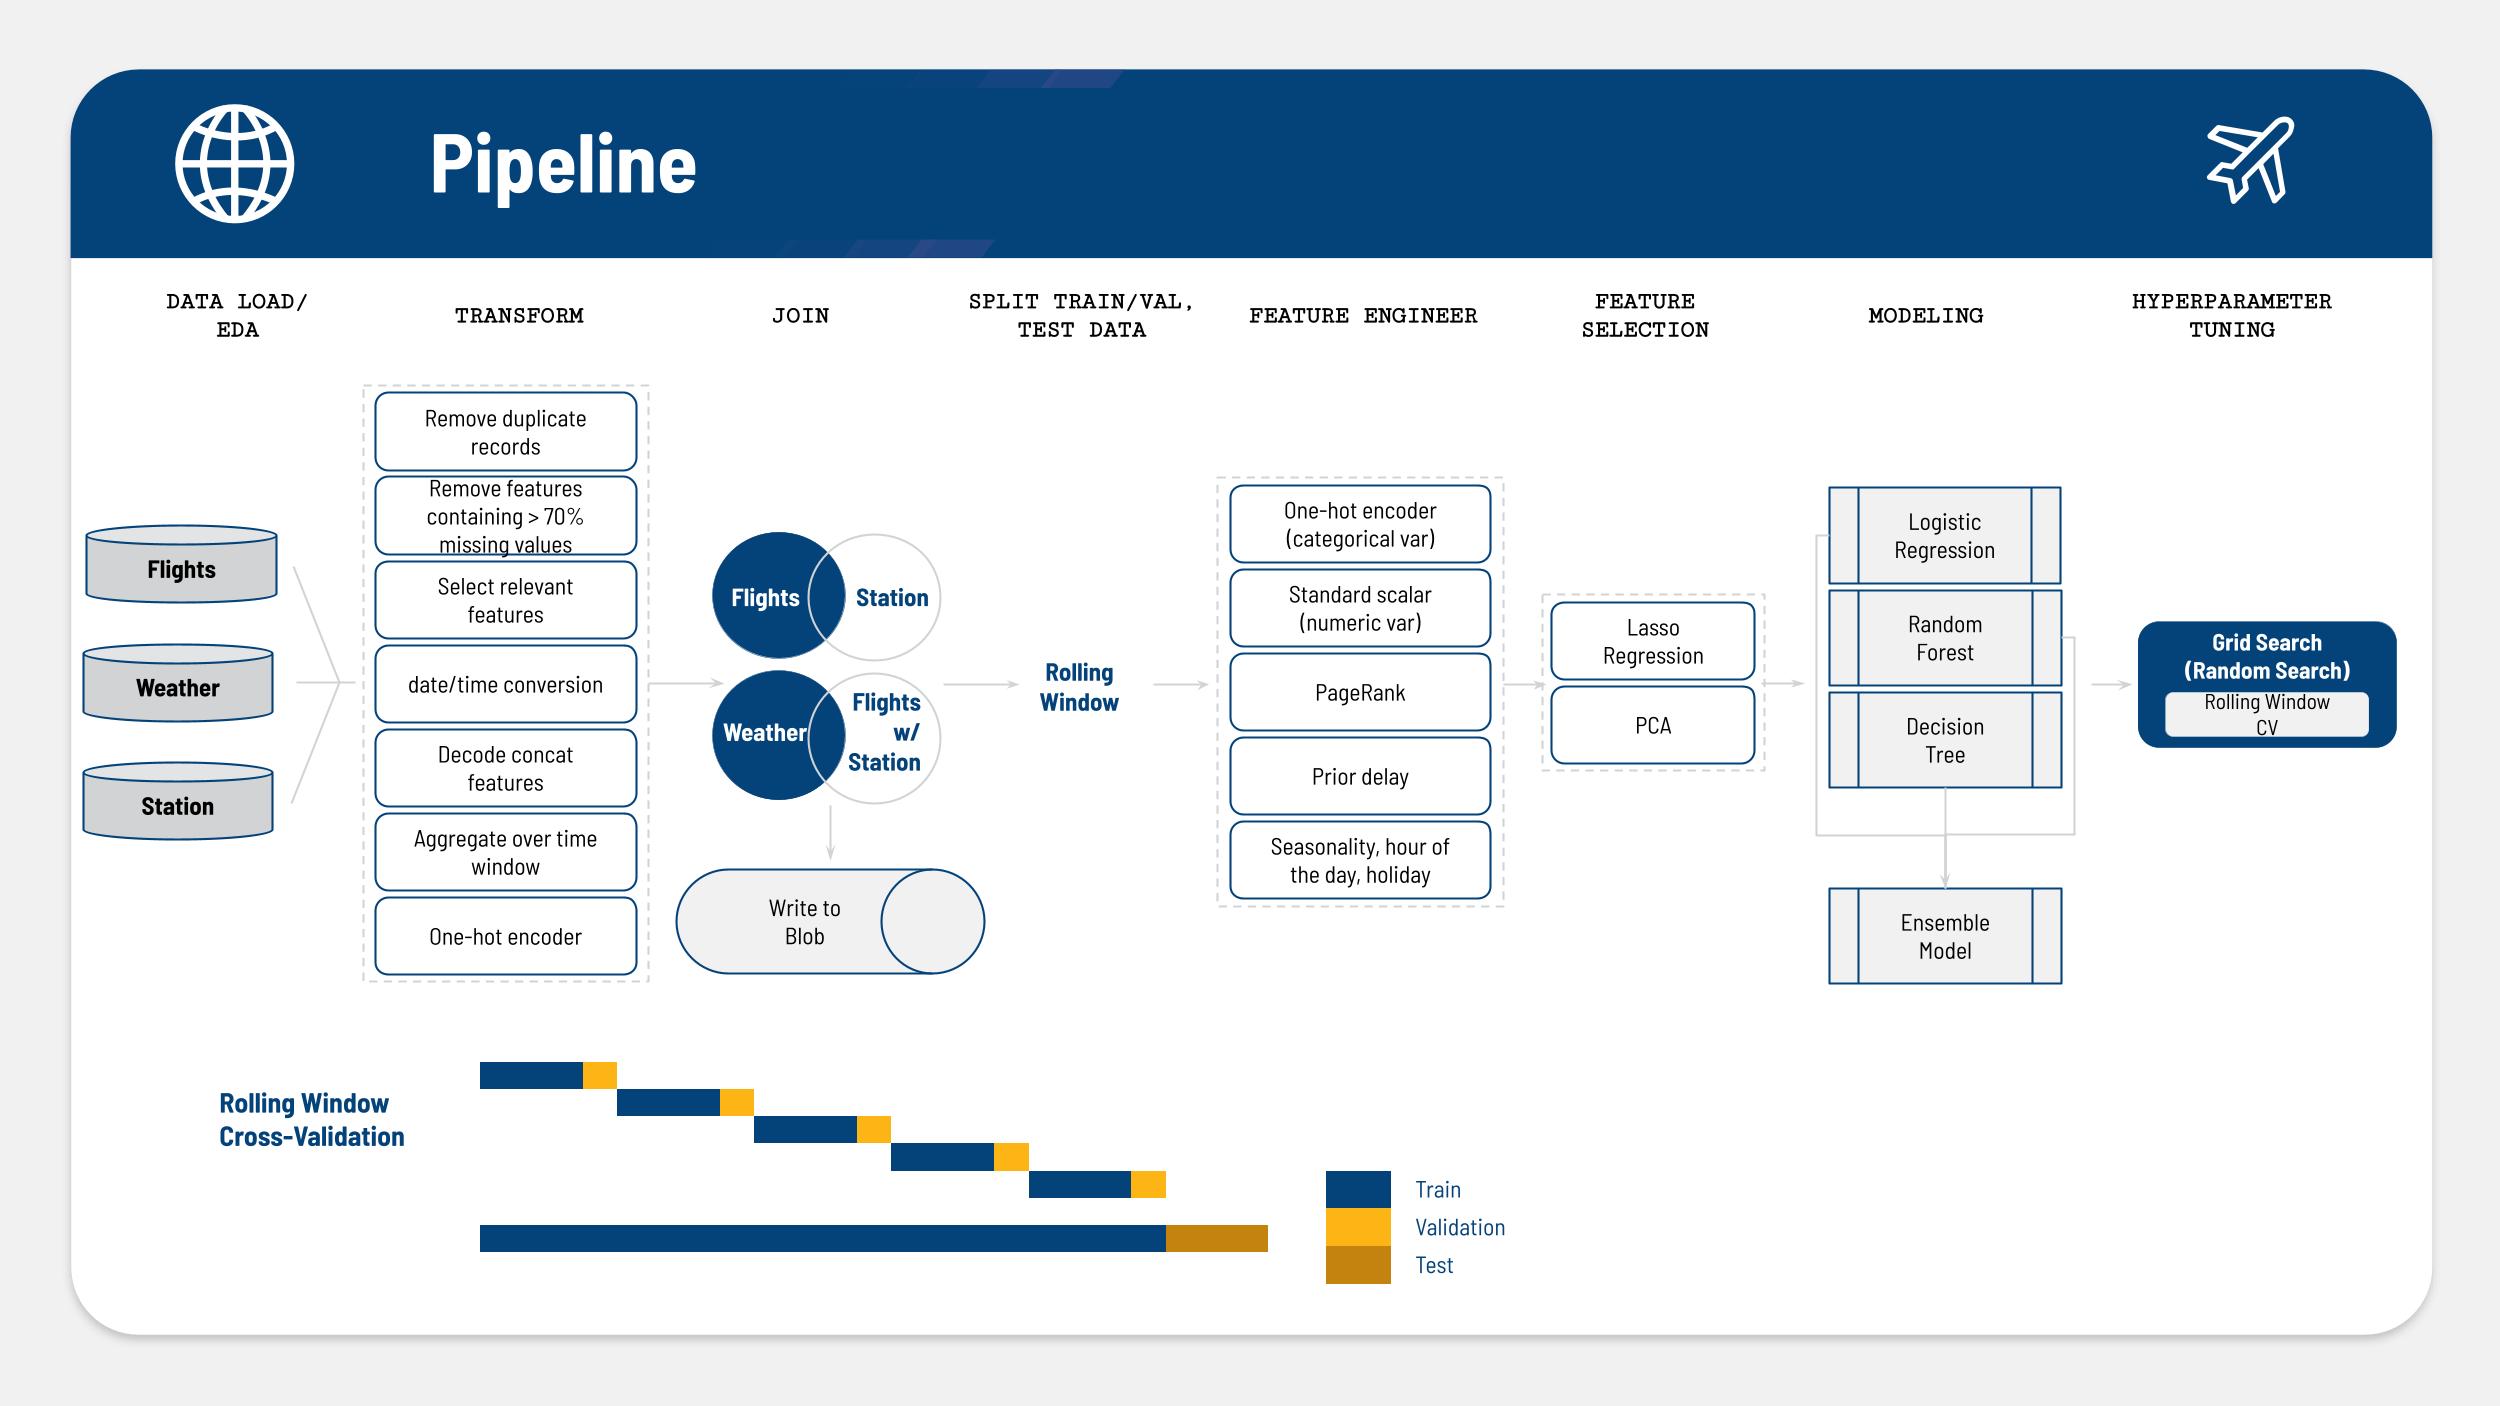 Pipeline
DATA LOAD/
EDA
TRANSFORM
JOIN
SPLIT TRAIN/VAL,
TEST DATA
FEATURE ENGINEER
FEATURE
SELECTION
MODELING
HYPERPARAMETER
TUNING
Flights
Weather
Station
Remove duplicate
records
Remove features
containing > 70%
missing values
Select relevant
features
date/time conversion
Decode concat
features
Aggregate over time
window
One-hot encoder
Flights
Station
Weather
Flights
w/
Station
Write to
Blob
Rolling
Window
One-hot encoder
(categorical var)
Standard scalar
(numeric var)
PageRank
Prior delay
Seasonality, hour of
the day, holiday
Lasso
Regression
PCA
Logistic
Regression
Random
Forest
Decision
Tree
Ensemble
Model
Grid Search
(Random Search)
Rolling Window
CV
Rolling Window
Cross-Validation
Train
Validation
Test